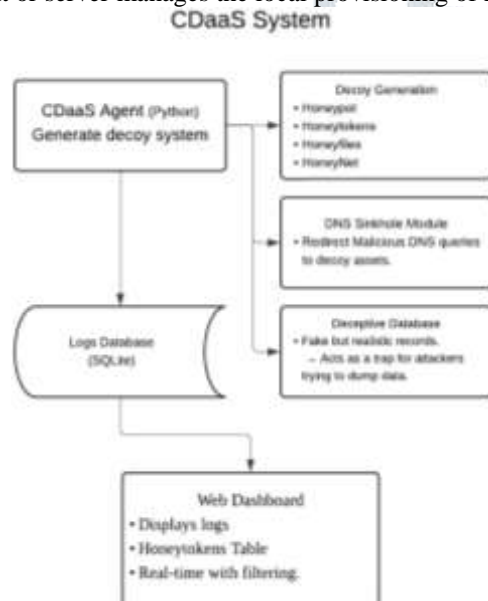 CDaaS System
CDaaS Agent (Python)
Generate decoy system
Decoy Generation
• Honeypot
• Honeytokens
• Honeyfiles
• HoneyNet
DNS Sinkhole Module
• Redirect Malicious DNS queries
to decoy assets.
Deceptive Database
• Fake but realistic records.
→ Acts as a trap for attackers
trying to dump data.
Logs Database
(SQLite)
Web Dashboard
• Displays logs
• Honeytokens Table
• Real-time with filtering.